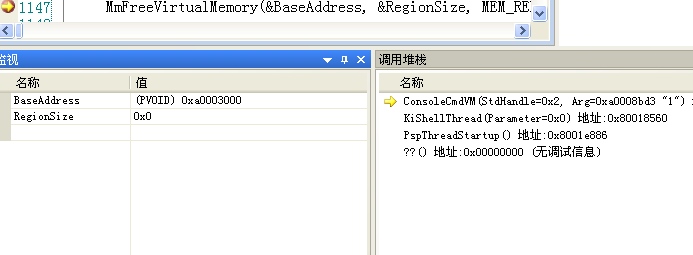 1147 MmFreeVirtualMemory(&BaseAddress, &RegionSize, MEM_RE
监视
名称 值
BaseAddress (PVOID) 0xa0003000
RegionSize 0x0
调用堆栈
名称
ConsoleCmdVM(StdHandle=0x2, Arg=0xa0008bd3 "1")
KiShellThread(Parameter=0x0) 地址:0x80018560
PspThreadStartup() 地址:0x8001e886
??() 地址:0x00000000 (无调试信息)